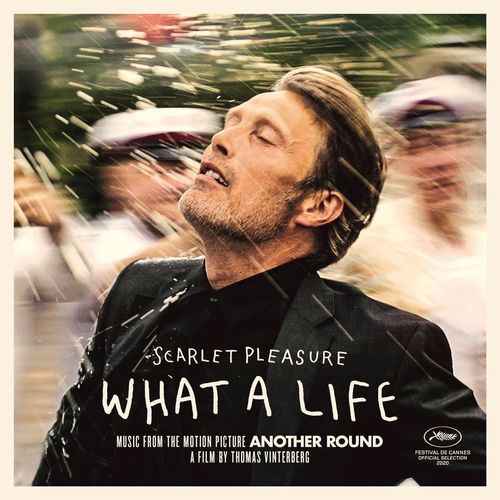 SCARLET PLEASURE
WHAT A LIFE
MUSIC FROM THE MOTION PICTURE ANOTHER ROUND
A FILM BY THOMAS VINTERBERG
FESTIVAL DE CANNES
OFFICIAL SELECTION
2020